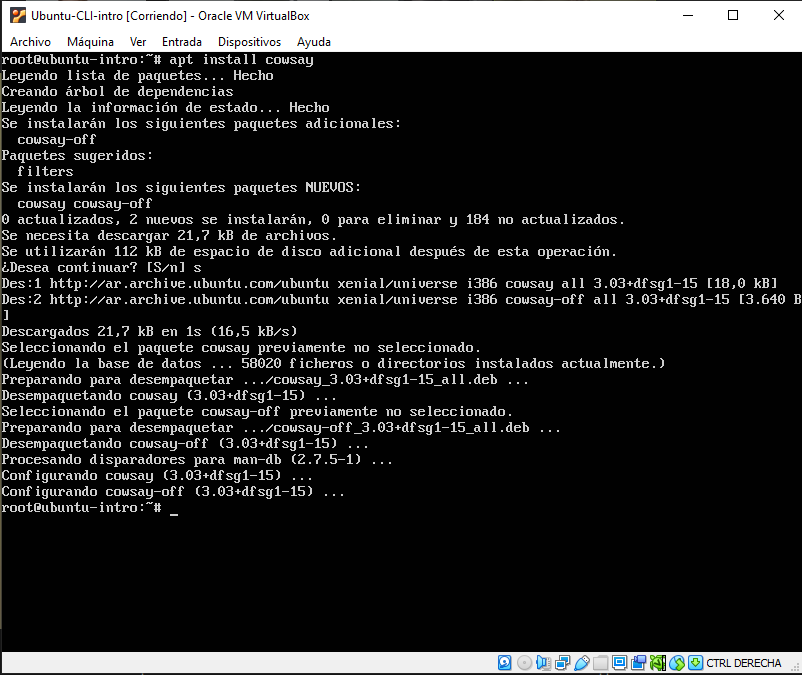 Ubuntu-CLI-intro [Corriendo] - Oracle VM VirtualBox
Archivo Máquina Ver Entrada Dispositivos Ayuda
root@ubuntu-intro:~# apt install cowsay
Leyendo lista de paquetes... Hecho
Creando árbol de dependencias
Leyendo la información de estado... Hecho
Se instalarán los siguientes paquetes adicionales:
  cowsay-off
Paquetes sugeridos:
  filters
Se instalarán los siguientes paquetes NUEVOS:
  cowsay cowsay-off
0 actualizados, 2 nuevos se instalarán, 0 para eliminar y 184 no actualizados.
Se necesita descargar 21,7 kB de archivos.
Se utilizarán 112 kB de espacio de disco adicional después de esta operación.
¿Desea continuar? [S/n] s
Des:1 http://ar.archive.ubuntu.com/ubuntu xenial/universe i386 cowsay all 3.03+dfsg1-15 [18,0 kB]
Des:2 http://ar.archive.ubuntu.com/ubuntu xenial/universe i386 cowsay-off all 3.03+dfsg1-15 [3.640 B
]
Descargados 21,7 kB en 1s (16,5 kB/s)
Seleccionando el paquete cowsay previamente no seleccionado.
(Leyendo la base de datos ... 58020 ficheros o directorios instalados actualmente.)
Preparando para desempaquetar .../cowsay_3.03+dfsg1-15_all.deb ...
Desempaquetando cowsay (3.03+dfsg1-15) ...
Seleccionando el paquete cowsay-off previamente no seleccionado.
Preparando para desempaquetar .../cowsay-off_3.03+dfsg1-15_all.deb ...
Desempaquetando cowsay-off (3.03+dfsg1-15) ...
Procesando disparadores para man-db (2.7.5-1) ...
Configurando cowsay (3.03+dfsg1-15) ...
Configurando cowsay-off (3.03+dfsg1-15) ...
root@ubuntu-intro:~# _
CTRL DERECHA